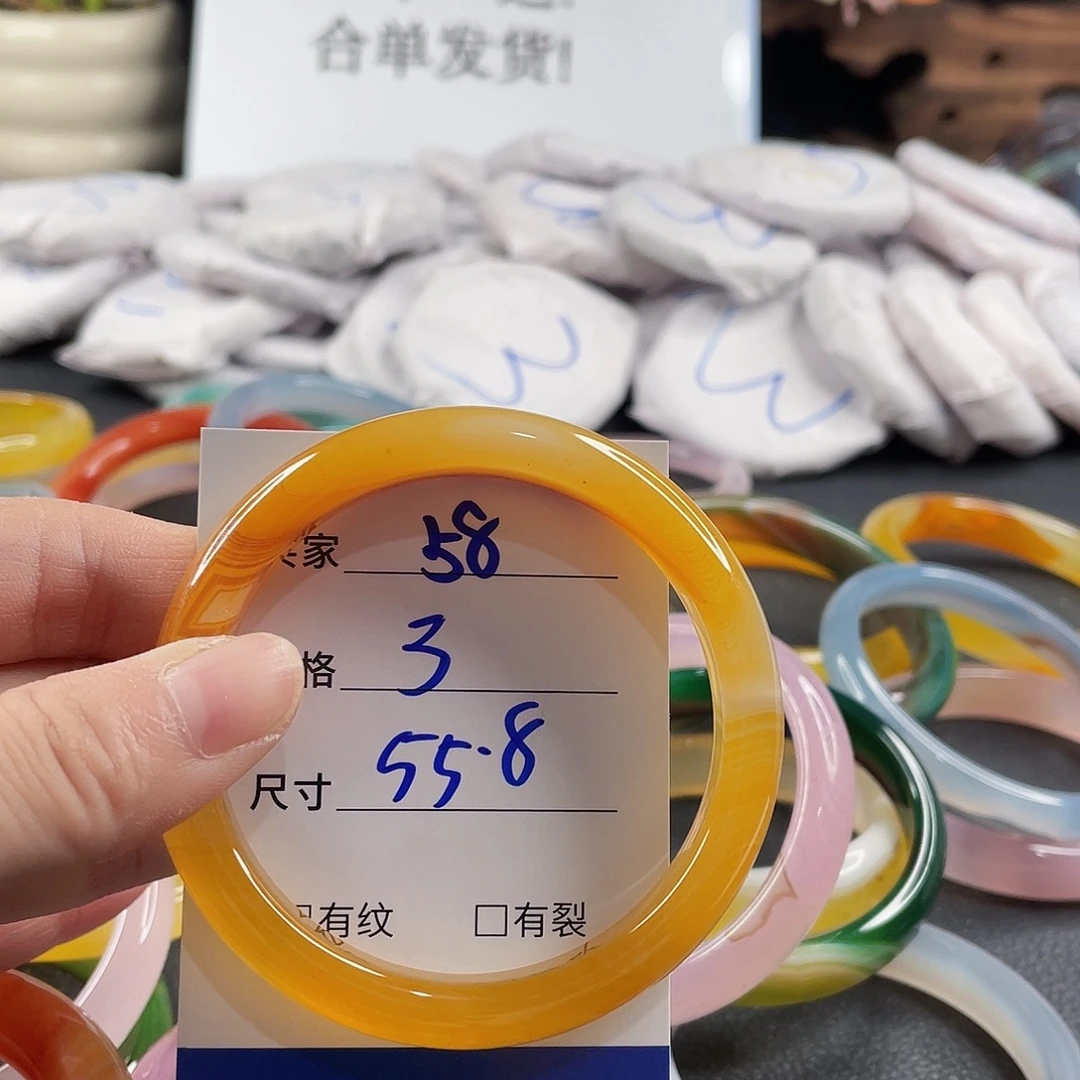 合单发货!
家 58
格 3
尺寸 55.8
有纹 □有裂